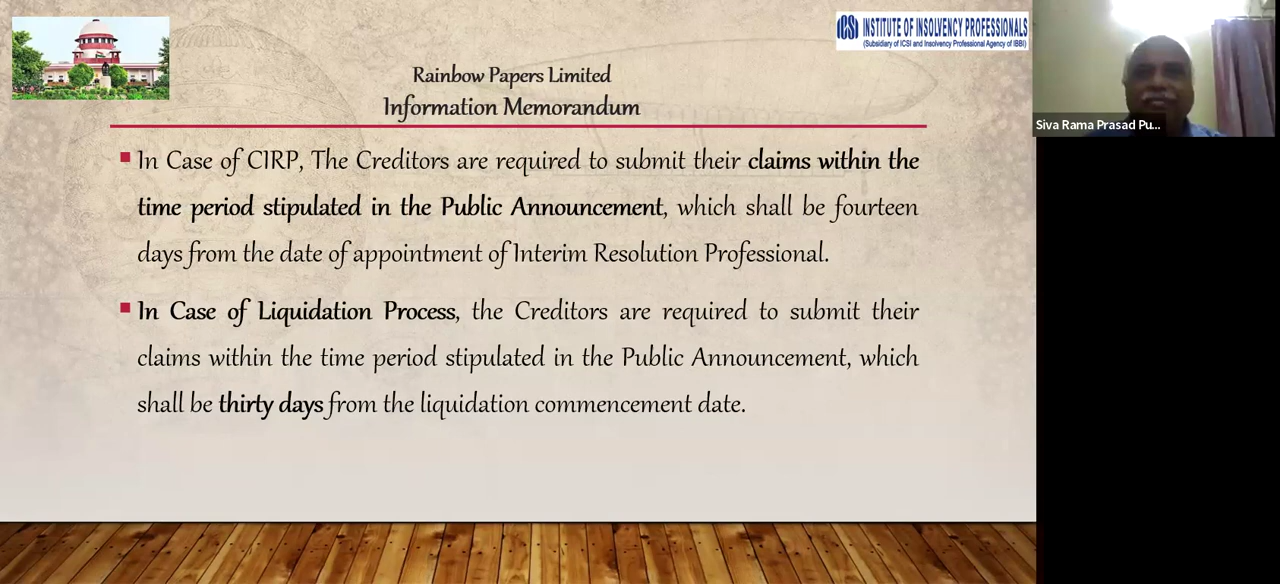 ICSI INSTITUTE OF INSOLVENCY PROFESSIONALS
(Subsidiary of ICSI and Insolvency Professional Agency of IBBI)
Rainbow Papers Limited
Information Memorandum
Siva Rama Prasad Pu...
▪ In Case of CIRP, The Creditors are required to submit their claims within the
time period stipulated in the Public Announcement, which shall be fourteen
days from the date of appointment of Interim Resolution Professional.
▪ In Case of Liquidation Process, the Creditors are required to submit their
claims within the time period stipulated in the Public Announcement, which
shall be thirty days from the liquidation commencement date.